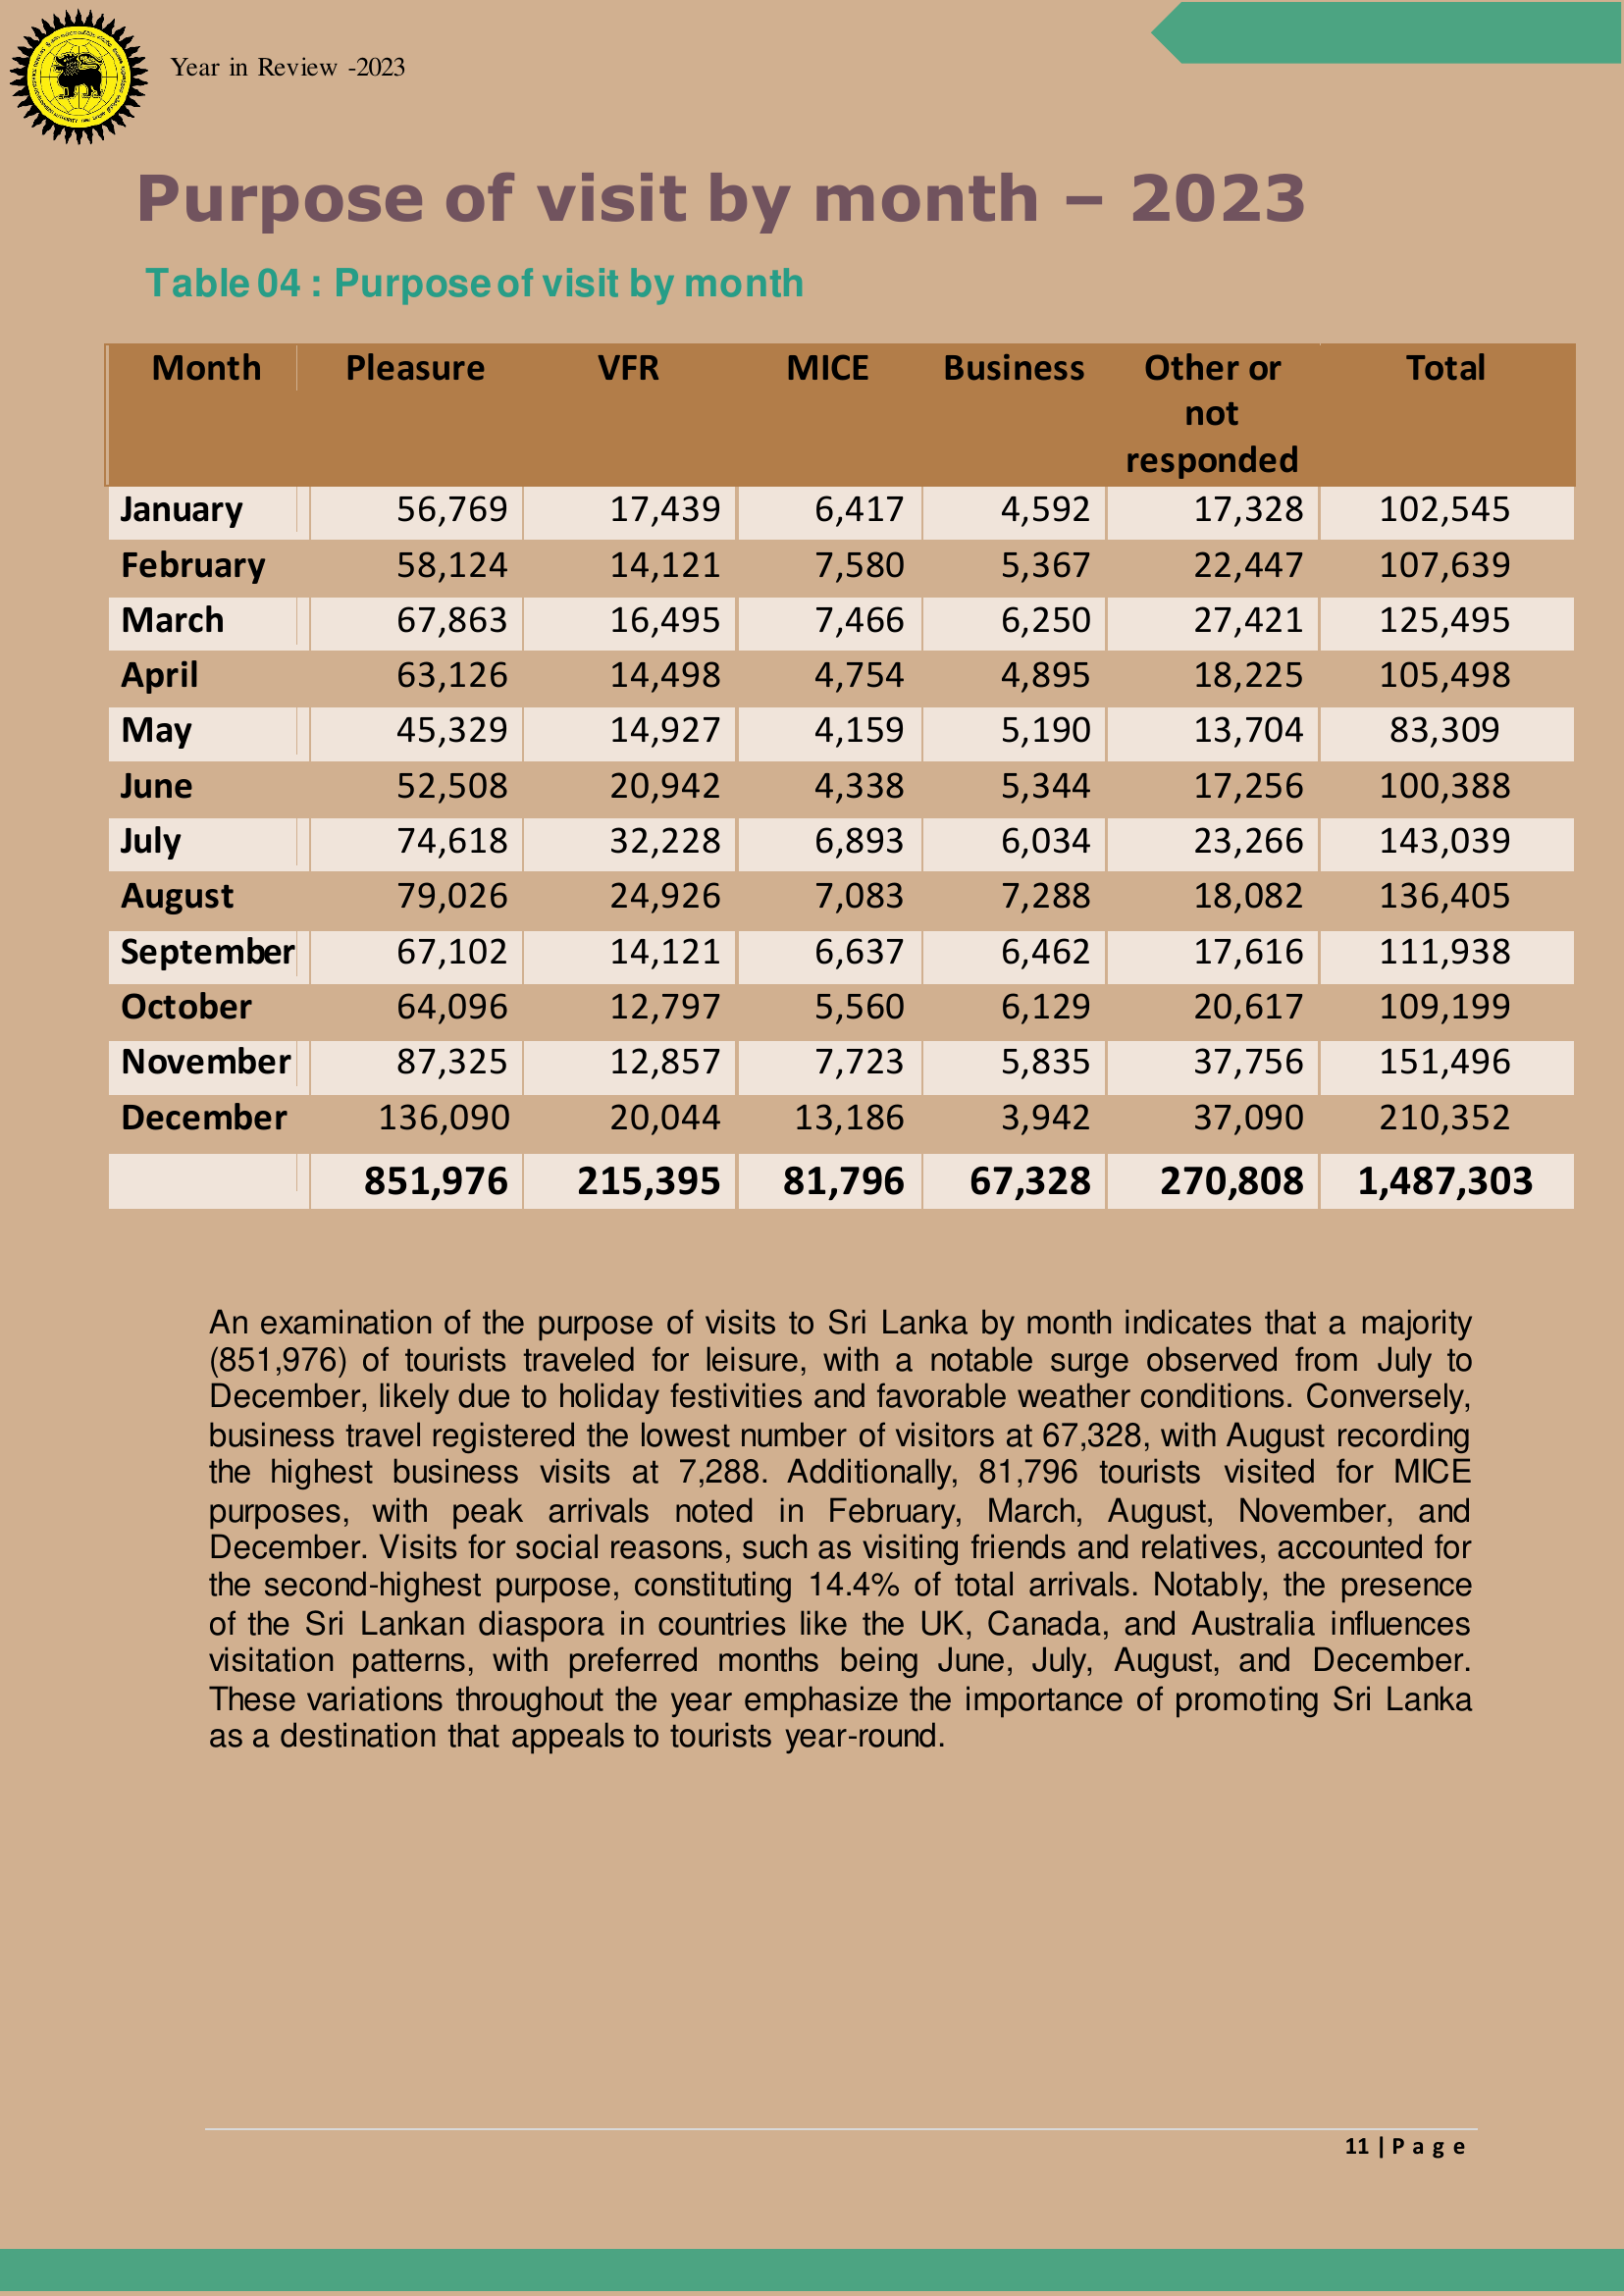 Year in Review -2023
Purpose of visit by month – 2023
Table 04 : Purpose of visit by month
Month Pleasure VFR MICE Business Other or not responded Total
January 56,769 17,439 6,417 4,592 17,328 102,545
February 58,124 14,121 7,580 5,367 22,447 107,639
March 67,863 16,495 7,466 6,250 27,421 125,495
April 63,126 14,498 4,754 4,895 18,225 105,498
May 45,329 14,927 4,159 5,190 13,704 83,309
June 52,508 20,942 4,338 5,344 17,256 100,388
July 74,618 32,228 6,893 6,034 23,266 143,039
August 79,026 24,926 7,083 7,288 18,082 136,405
September 67,102 14,121 6,637 6,462 17,616 111,938
October 64,096 12,797 5,560 6,129 20,617 109,199
November 87,325 12,857 7,723 5,835 37,756 151,496
December 136,090 20,044 13,186 3,942 37,090 210,352
851,976 215,395 81,796 67,328 270,808 1,487,303
An examination of the purpose of visits to Sri Lanka by month indicates that a majority
(851,976) of tourists traveled for leisure, with a notable surge observed from July to
December, likely due to holiday festivities and favorable weather conditions. Conversely,
business travel registered the lowest number of visitors at 67,328, with August recording
the highest business visits at 7,288. Additionally, 81,796 tourists visited for MICE
purposes, with peak arrivals noted in February, March, August, November, and
December. Visits for social reasons, such as visiting friends and relatives, accounted for
the second-highest purpose, constituting 14.4% of total arrivals. Notably, the presence
of the Sri Lankan diaspora in countries like the UK, Canada, and Australia influences
visitation patterns, with preferred months being June, July, August, and December.
These variations throughout the year emphasize the importance of promoting Sri Lanka
as a destination that appeals to tourists year-round.
11 | P a g e